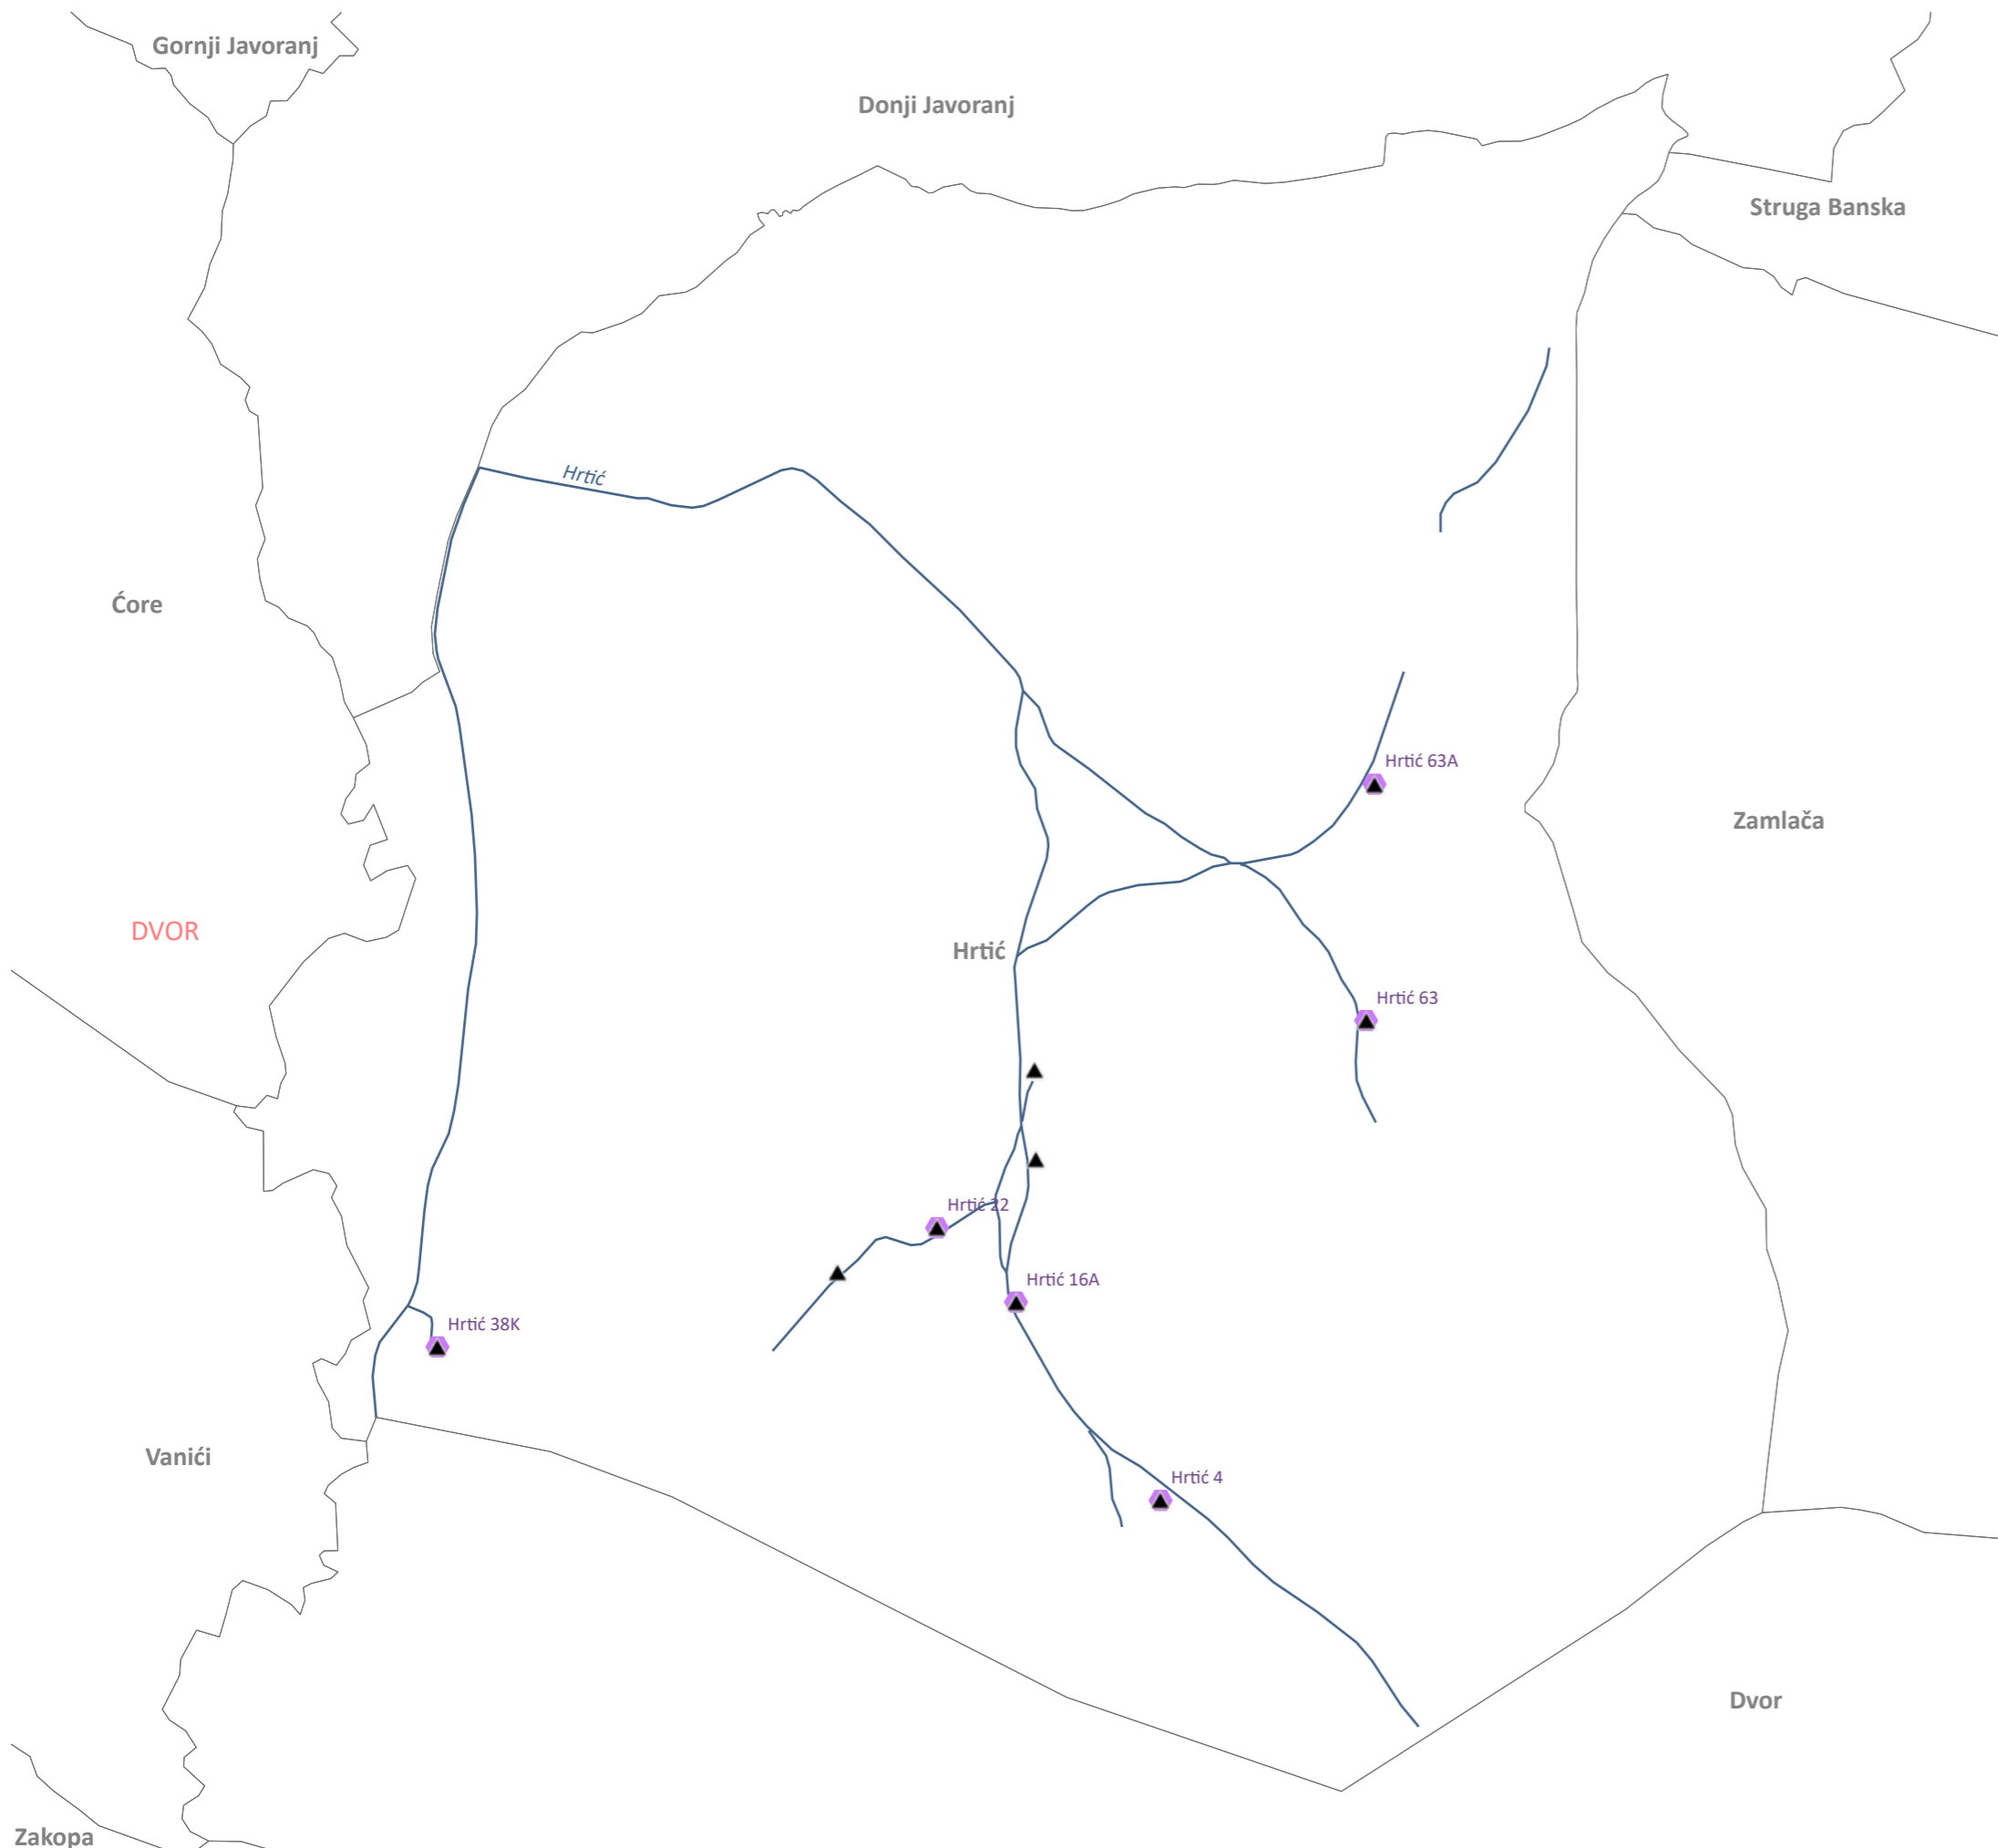 Gornji Javoranj
Donji Javoranj
Struga Banska
Hrtić
Ćore
Hrtić 63A
Zamlača
DVOR
Hrtić
Hrtić 63
Hrtić 22
Hrtić 16A
Hrtić 38K
Vanići
Hrtić 4
Dvor
Zakopa